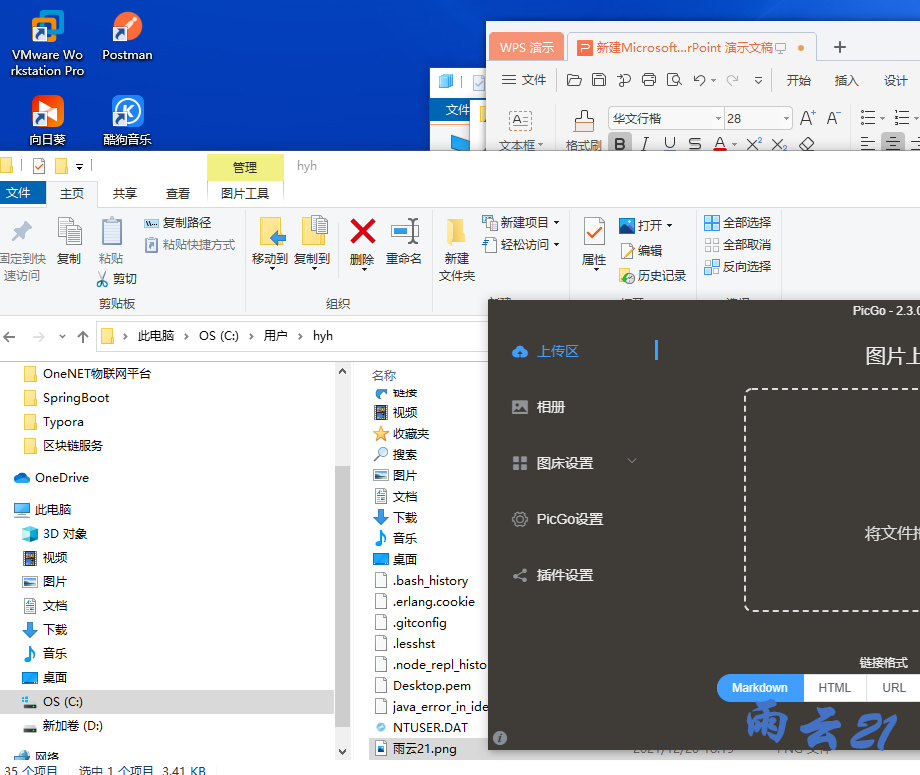 VMware Wo
rkstation Pro
Postman
向日葵
酷狗音乐
WPS 演示
新建Microsoft...rPoint 演示文稿
文件
开始
插入
设计
文件
华文行楷
28
文本框
格式刷
管理
hyh
文件
主页
共享
查看
图片工具
固定到快
速访问
复制
粘贴
复制路径
粘贴快捷方式
剪切
剪贴板
移动到
复制到
删除
重命名
组织
新建
文件夹
新建项目
轻松访问
属性
打开
编辑
历史记录
全部选择
全部取消
反向选择
此电脑
OS (C:)
用户
hyh
OneNET物联网平台
SpringBoot
Typora
区块链服务
OneDrive
此电脑
3D 对象
视频
图片
文档
下载
音乐
桌面
OS (C:)
新加卷 (D:)
网络
35 个项目
选中 1 个项目
3.41 KB
名称
链接
视频
收藏夹
搜索
图片
文档
下载
音乐
桌面
.bash_history
.erlang.cookie
.gitconfig
.lesshst
.node_repl_histo
Desktop.pem
java_error_in_ide
NTUSER.DAT
雨云21.png
PicGo - 2.3.0
上传区
相册
图床设置
PicGo设置
插件设置
图片上
将文件拖
链接格式
Markdown
HTML
URL
雨云21